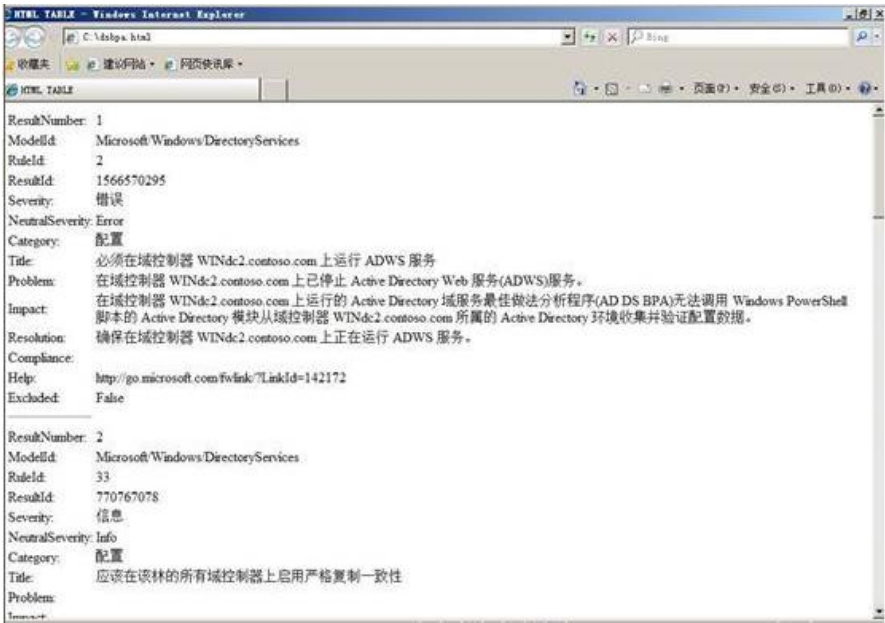 HTML TABLE - Windows Internet Explorer
C:\dsbpa.html
Bing
收藏夹 建议网站 网页快讯库
HTML TABLE
页面(P) 安全(S) 工具(O)
ResultNumber: 1
ModelId: Microsoft/Windows/DirectoryServices
RuleId: 2
ResultId: 1566570295
Severity: 错误
NeutralSeverity: Error
Category: 配置
Title: 必须在域控制器 WINdc2.contoso.com 上运行 ADWS 服务
Problem: 在域控制器 WINdc2.contoso.com 上已停止 Active Directory Web 服务(ADWS)服务。
Impact: 在域控制器 WINdc2.contoso.com 上运行的 Active Directory 域服务最佳做法分析程序(AD DS BPA)无法调用 Windows PowerShell
脚本的 Active Directory 模块从域控制器 WINdc2.contoso.com 所属的 Active Directory 环境收集并验证配置数据。
Resolution: 确保在域控制器 WINdc2.contoso.com 上正在运行 ADWS 服务。
Compliance:
Help: http://go.microsoft.com/fwlink/?LinkId=142172
Excluded: False
ResultNumber: 2
ModelId: Microsoft/Windows/DirectoryServices
RuleId: 33
ResultId: 770767078
Severity: 信息
NeutralSeverity: Info
Category: 配置
Title: 应该在该林的所有域控制器上启用严格复制一致性
Problem:
Impact: